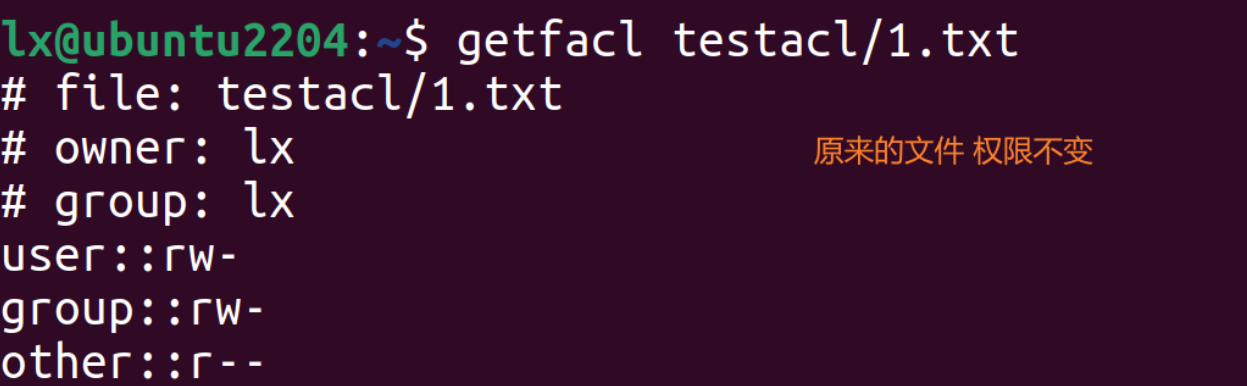 lx@ubuntu2204:~$ getfacl testacl/1.txt
# file: testacl/1.txt
# owner: lx
原来的文件 权限不变
# group: lx
user::rw-
group::rw-
other::r--